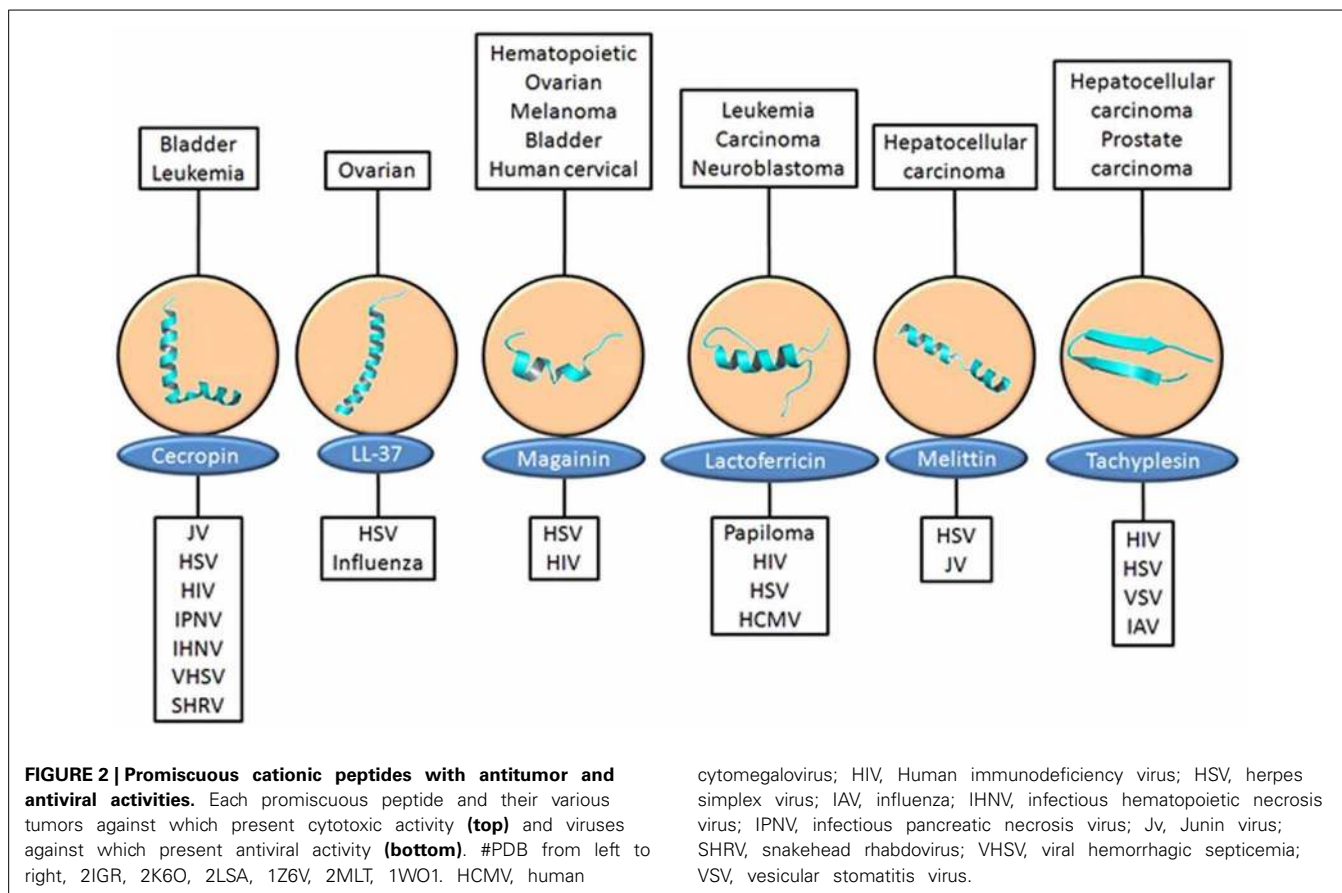 Hematopoietic
Ovarian
Melanoma
Bladder
Human cervical
Hepatocellular
carcinoma
Prostate
carcinoma
Leukemia
Carcinoma
Neuroblastoma
Bladder
Leukemia
Ovarian
Hepatocellular
carcinoma
Cecropin
LL-37
Magainin
Lactoferricin
Melittin
Tachyplesin
JV
HSV
HIV
IPNV
IHNV
VHSV
SHRV
HSV
Influenza
HSV
HIV
Papiloma
HIV
HSV
HCMV
HSV
JV
HIV
HSV
VSV
IAV
FIGURE 2 | Promiscuous cationic peptides with antitumor and
antiviral activities. Each promiscuous peptide and their various
tumors against which present cytotoxic activity (top) and viruses
against which present antiviral activity (bottom). #PDB from left to
right, 2IGR, 2K6O, 2LSA, 1Z6V, 2MLT, 1WO1. HCMV, human
cytomegalovirus; HIV, Human immunodeficiency virus; HSV, herpes
simplex virus; IAV, influenza; IHNV, infectious hematopoietic necrosis
virus; IPNV, infectious pancreatic necrosis virus; Jv, Junin virus;
SHRV, snakehead rhabdovirus; VHSV, viral hemorrhagic septicemia;
VSV, vesicular stomatitis virus.